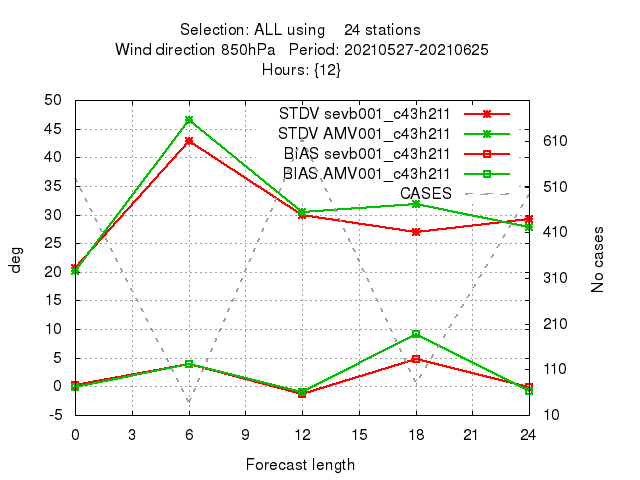 Selection: ALL using    24 stations
Wind direction 850hPa   Period: 20210527-20210625
Hours: {12}
STDV sevb001_c43h211
STDV AMV001_c43h211
BIAS sevb001_c43h211
BIAS AMV001_c43h211
CASES
deg
50
45
40
35
30
25
20
15
10
5
0
-5
610
510
410
310
210
110
10
No cases
0 3 6 9 12 15 18 21 24
Forecast length